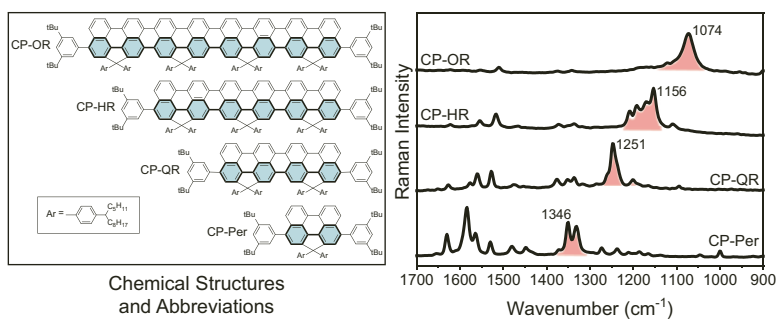 tBu tBu
CP-OR
tBu Ar Ar Ar Ar Ar Ar Ar Ar tBu
tBu tBu
CP-HR
tBu Ar Ar Ar Ar Ar Ar tBu
tBu tBu
CP-QR
tBu Ar Ar Ar Ar tBu
tBu tBu
CP-Per
tBu Ar Ar tBu
Ar = C5H11
C8H17
Chemical Structures
and Abbreviations
Raman Intensity
1074
CP-OR
1156
CP-HR
1251
CP-QR
1346
CP-Per
1700 1600 1500 1400 1300 1200 1100 1000 900
Wavenumber (cm-1)